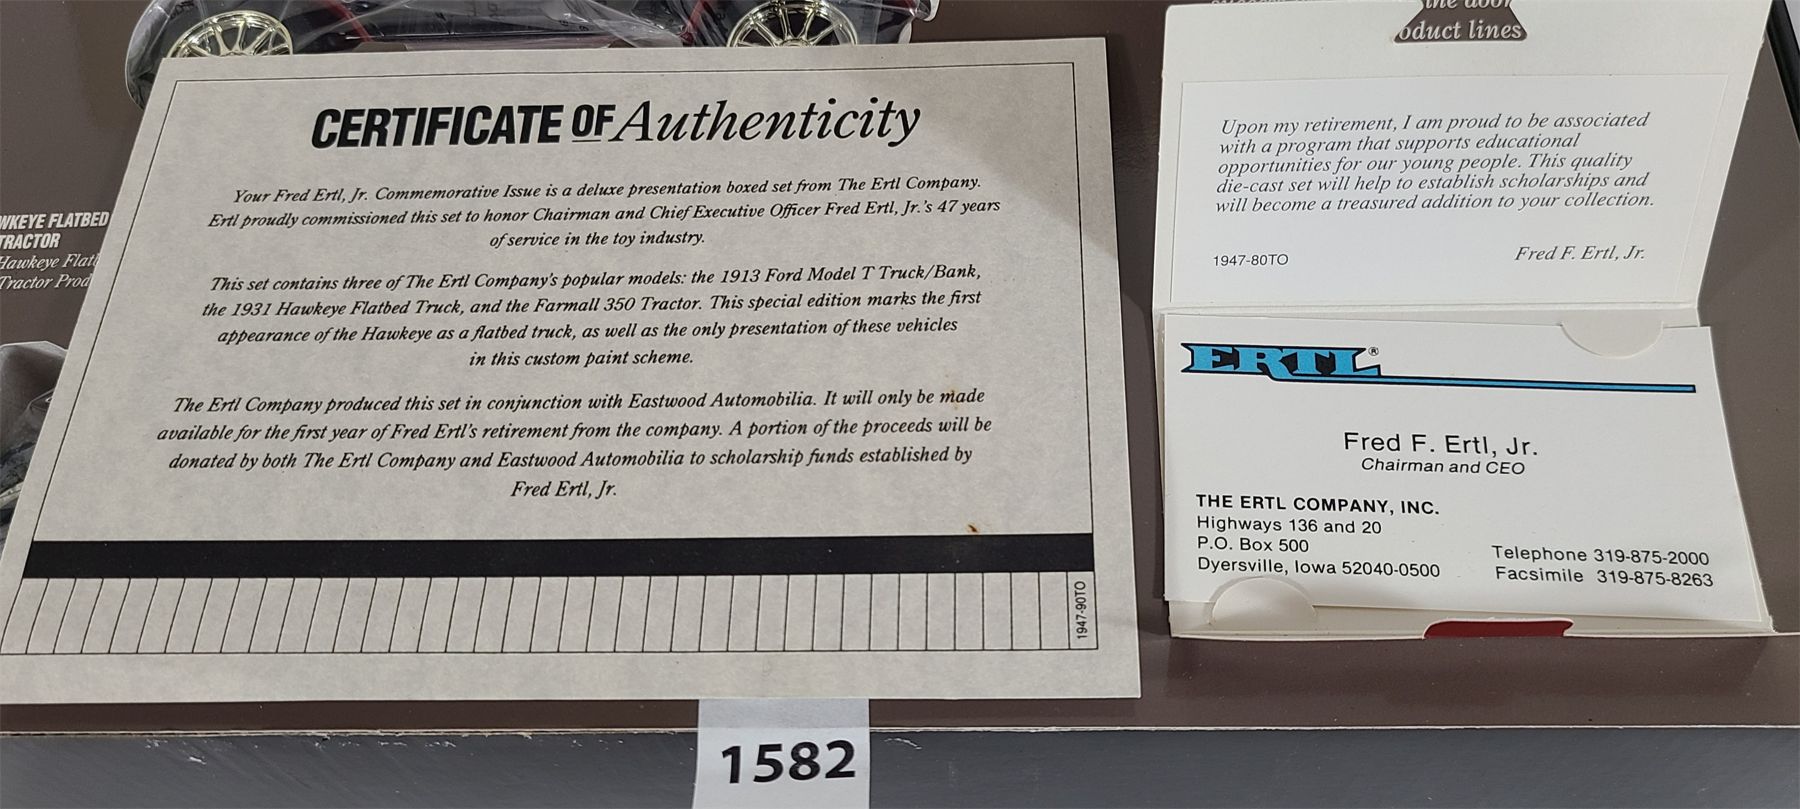 WKEYE FLATBED
TRACTOR
Hawkeye Flat
Tractor Prod
CERTIFICATE OF Authenticity
Your Fred Ertl, Jr. Commemorative Issue is a deluxe presentation boxed set from The Ertl Company.
Ertl proudly commissioned this set to honor Chairman and Chief Executive Officer Fred Ertl, Jr.'s 47 years
of service in the toy industry.
This set contains three of The Ertl Company's popular models: the 1913 Ford Model T Truck/Bank,
the 1931 Hawkeye Flatbed Truck, and the Farmall 350 Tractor. This special edition marks the first
appearance of the Hawkeye as a flatbed truck, as well as the only presentation of these vehicles
in this custom paint scheme.
The Ertl Company produced this set in conjunction with Eastwood Automobilia. It will only be made
available for the first year of Fred Ertl's retirement from the company. A portion of the proceeds will be
donated by both The Ertl Company and Eastwood Automobilia to scholarship funds established by
Fred Ertl, Jr.
1947-90TO
the door
oduct lines
Upon my retirement, I am proud to be associated
with a program that supports educational
opportunities for our young people. This quality
die-cast set will help to establish scholarships and
will become a treasured addition to your collection.
1947-80TO
Fred F. Ertl, Jr.
ERTL®
Fred F. Ertl, Jr.
Chairman and CEO
THE ERTL COMPANY, INC.
Highways 136 and 20
P.O. Box 500
Dyersville, Iowa 52040-0500
Telephone 319-875-2000
Facsimile 319-875-8263
1582